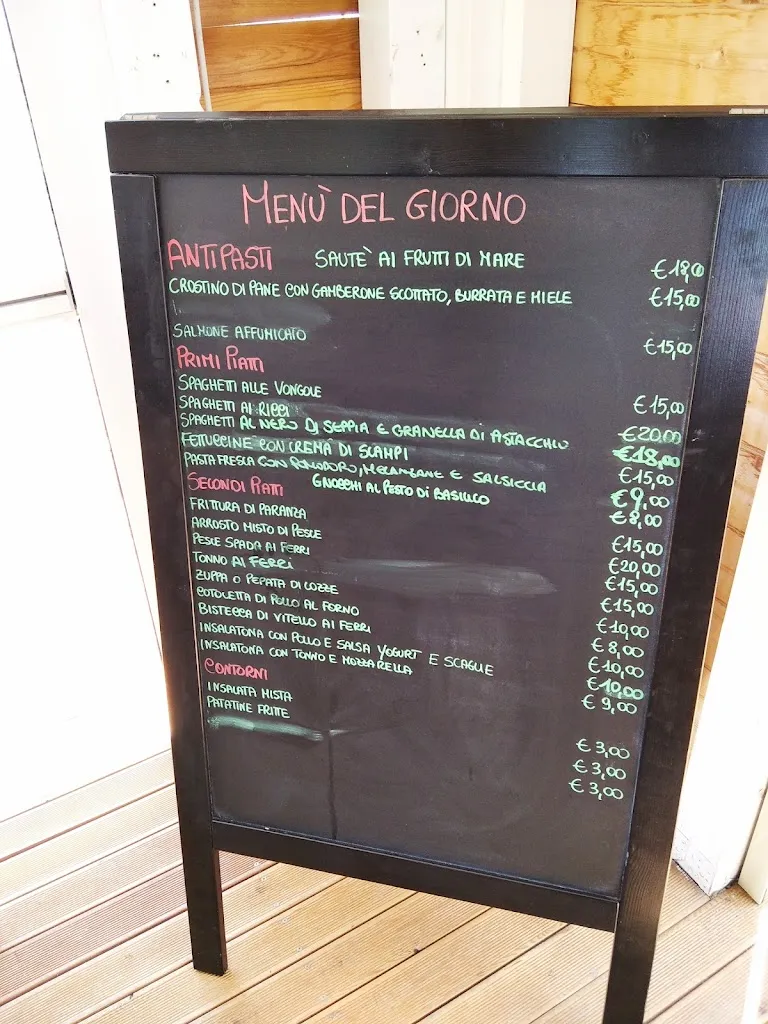 MENÙ DEL GIORNO
ANTIPASTI SAUTÈ AI FRUTTI DI MARE €18,0
CROSTINO DI PANE CON GAMBERONE SCOTTATO, BURRATA E MIELE €15,00
SALMONE AFFUMICATO €15,00
PRIMI PIATTI
SPAGHETTI ALLE VONGOLE €15,00
SPAGHETTI AI RICCI €20,00
SPAGHETTI AL NERO DI SEPPIA E GRANELLA DI PISTACCHIO €18,00
FETTUCCINE CON CREMA DI SCAMPI €15,00
PASTA FRESCA CON POMODORO, MELANZANE E SALSICCIA €9,00
SECONDI PIATTI GNOCCHI AL PESTO DI BASILICO €8,00
FRITTURA DI PARANZA €15,00
ARROSTO MISTO DI PESCE €20,00
PESCE SPADA AI FERRI €15,00
TONNO AI FERRI €15,00
ZUPPA O PEPATA DI COZZE €10,00
COTOLETTA DI POLLO AL FORNO €8,00
BISTECCA DI VITELLO AI FERRI €10,00
INSALATONA CON POLLO E SALSA YOGURT E SCAGLIE €10,00
INSALATONA CON TONNO E MOZZARELLA €9,00
CONTORNI
INSALATA MISTA €3,00
PATATINE FRITTE €3,00
€3,00